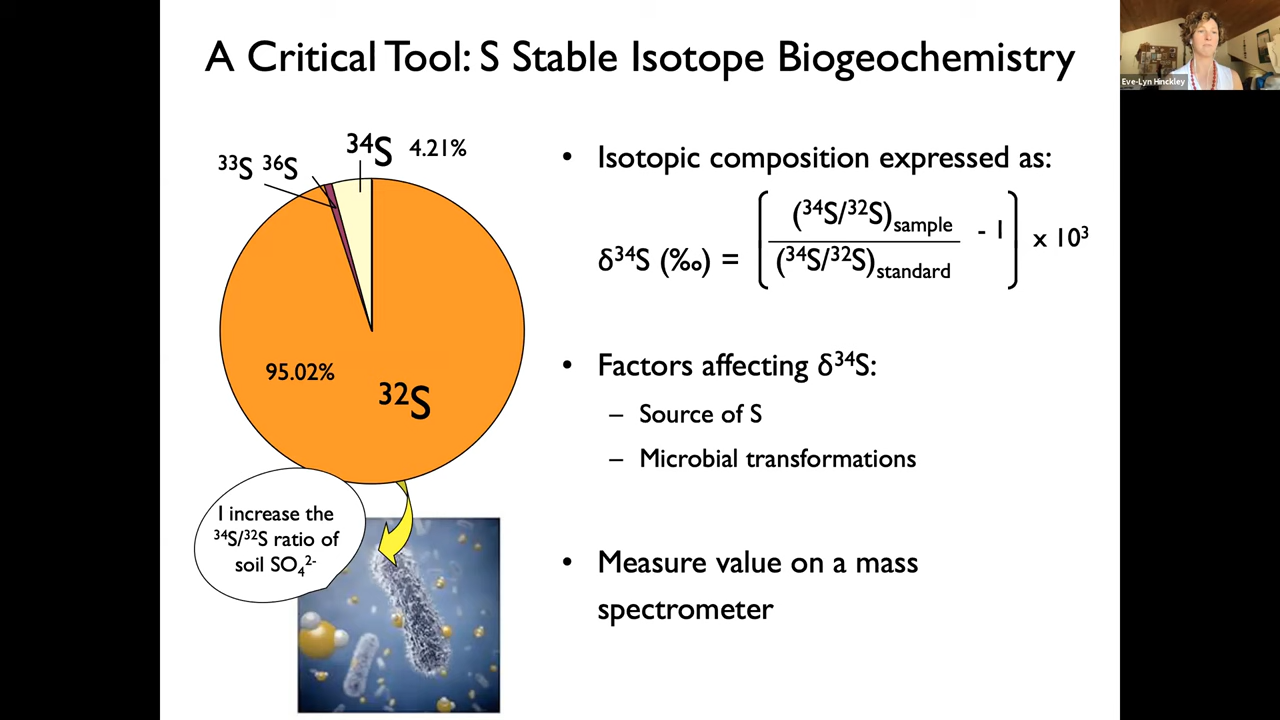 A Critical Tool: S Stable Isotope Biogeochemistry
Eve-Lyn Hinckley
³³S ³⁶S
³⁴S 4.21%
95.02%
³²S
I increase the
³⁴S/³²S ratio of
soil SO₄²⁻
• Isotopic composition expressed as:
(³⁴S/³²S)sample
δ³⁴S (‰) = - 1 x 10³
(³⁴S/³²S)standard
• Factors affecting δ³⁴S:
– Source of S
– Microbial transformations
• Measure value on a mass
spectrometer